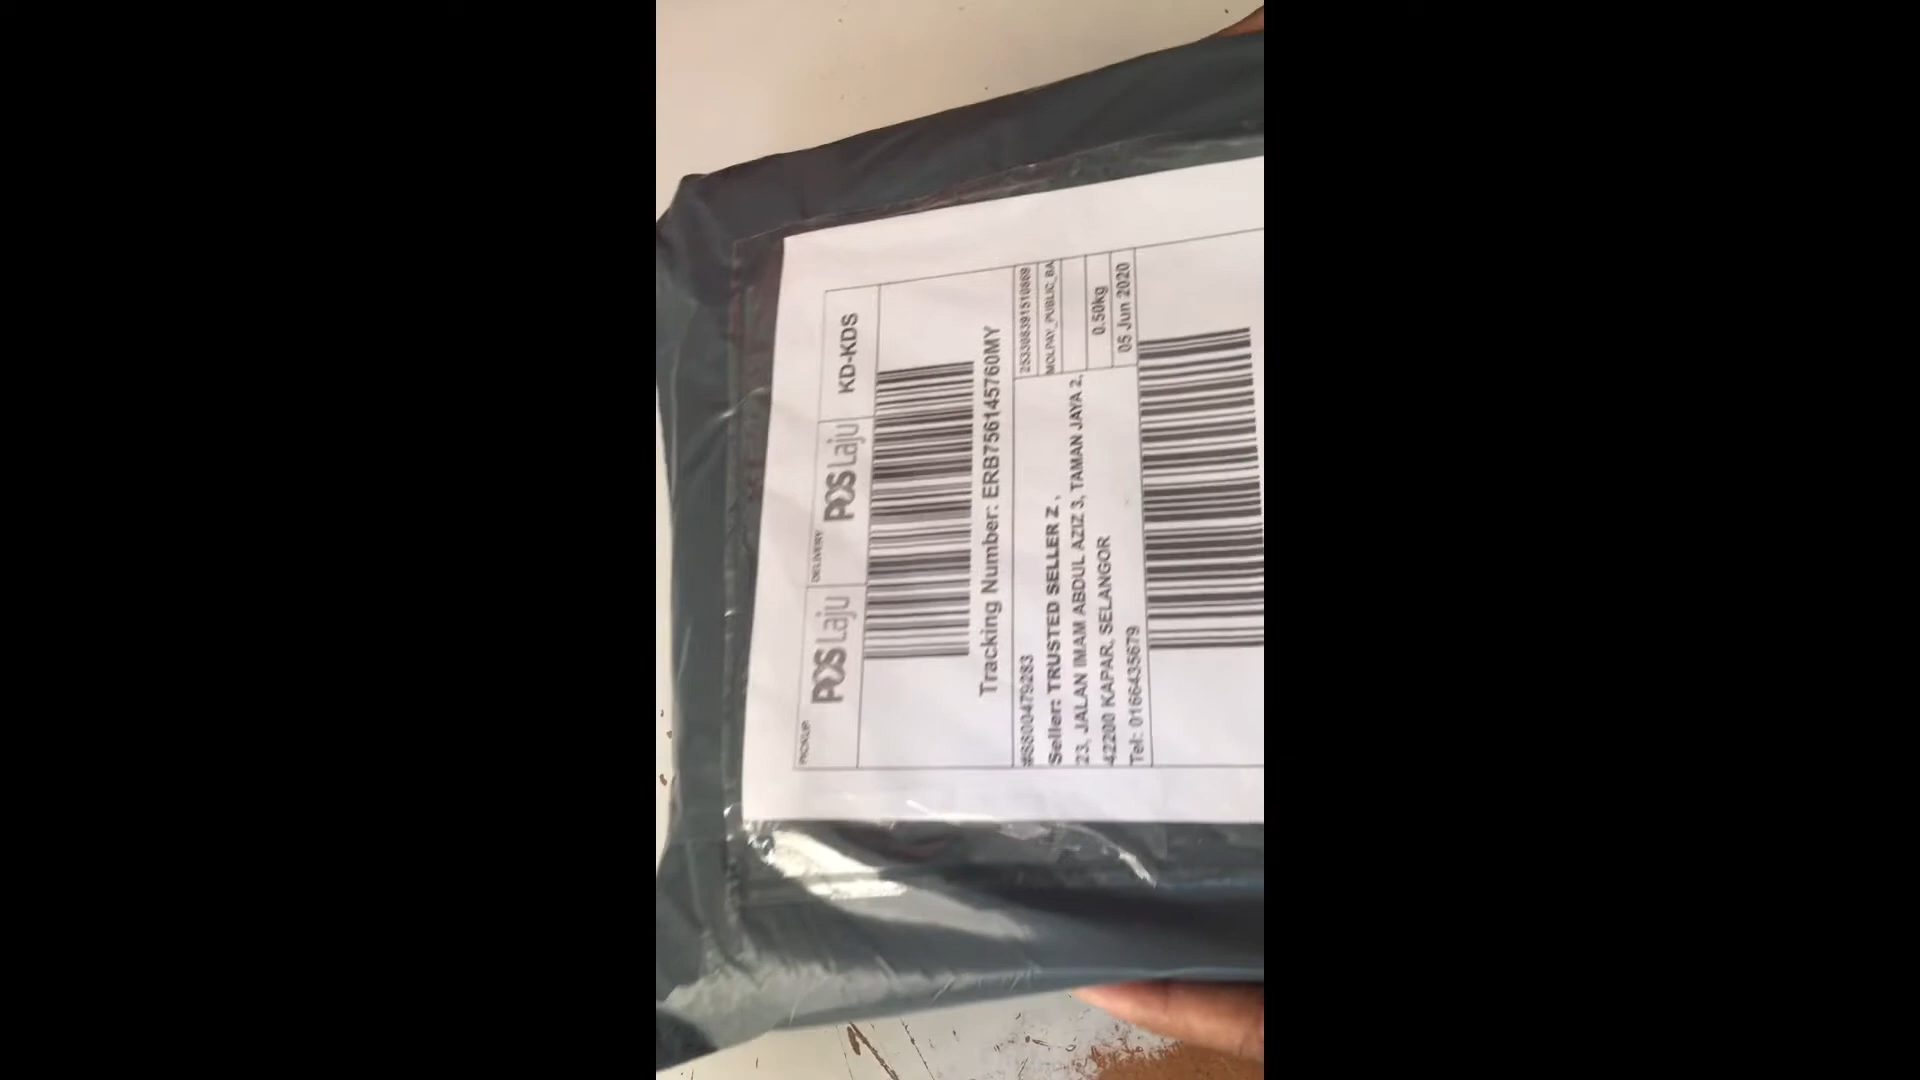 PICKUP
POS Laju
DELIVERY
POS Laju
KD-KDS
Tracking Number: ERB756145760MY
#S800479283
Seller: TRUSTED SELLER Z ,
23, JALAN IMAM ABDUL AZIZ 3, TAMAN JAYA 2,
42200 KAPAR, SELANGOR
Tel: 0166435679
MOLPAY_PUBLIC_BA
0.50kg
05 Jun 2020